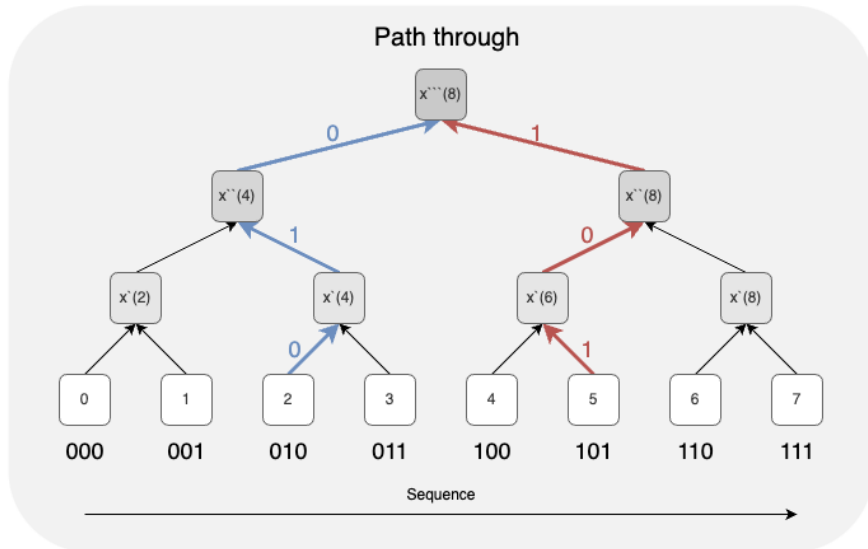 Path through
x```(8)
0 1
x``(4) x``(8)
1 0
x`(2) x`(4) x`(6) x`(8)
0 1
0 1 2 3 4 5 6 7
000 001 010 011 100 101 110 111
Sequence